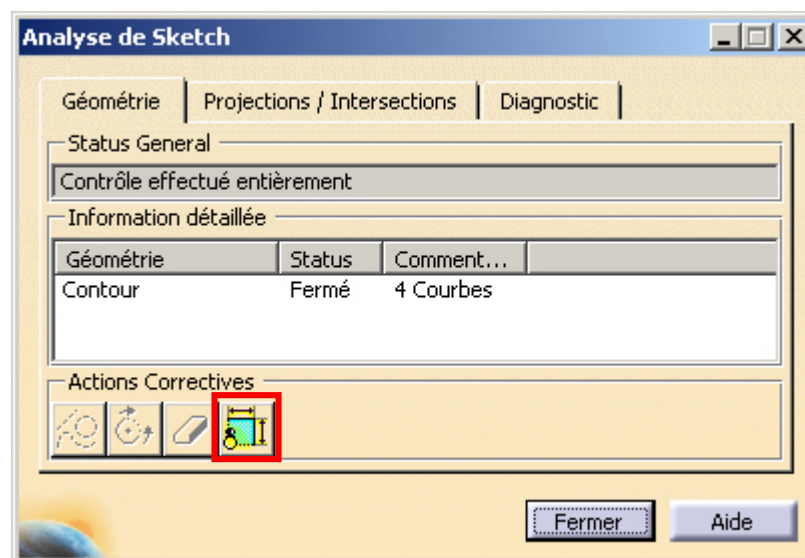 Analyse de Sketch
Géométrie Projections / Intersections Diagnostic
Status General
Contrôle effectué entièrement
Information détaillée
Géométrie Status Comment...
Contour Fermé 4 Courbes
Actions Correctives
Fermer Aide